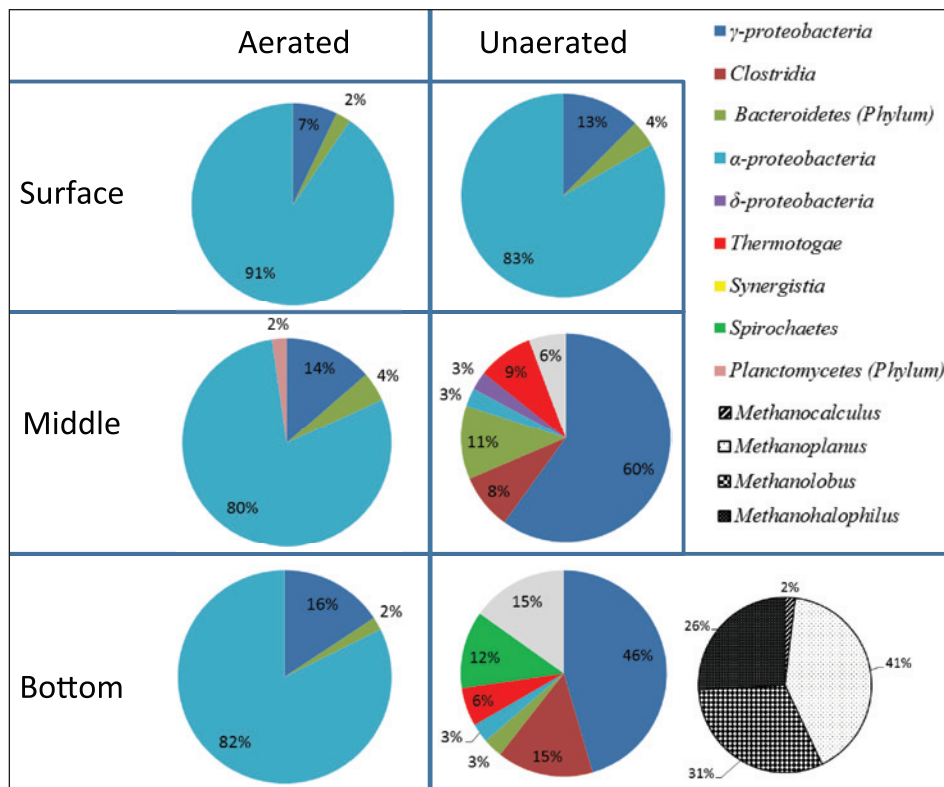 Aerated
Unaerated
γ-proteobacteria
Clostridia
Bacteroidetes (Phylum)
α-proteobacteria
δ-proteobacteria
Thermotogae
Synergistia
Spirochaetes
Planctomycetes (Phylum)
Methanocalculus
Methanoplanus
Methanolobus
Methanohalophilus
Surface
7%
2%
91%
13%
4%
83%
Middle
2%
14%
4%
80%
6%
9%
3%
3%
11%
8%
60%
Bottom
16%
2%
82%
15%
46%
12%
6%
3%
3%
15%
2%
26%
41%
31%